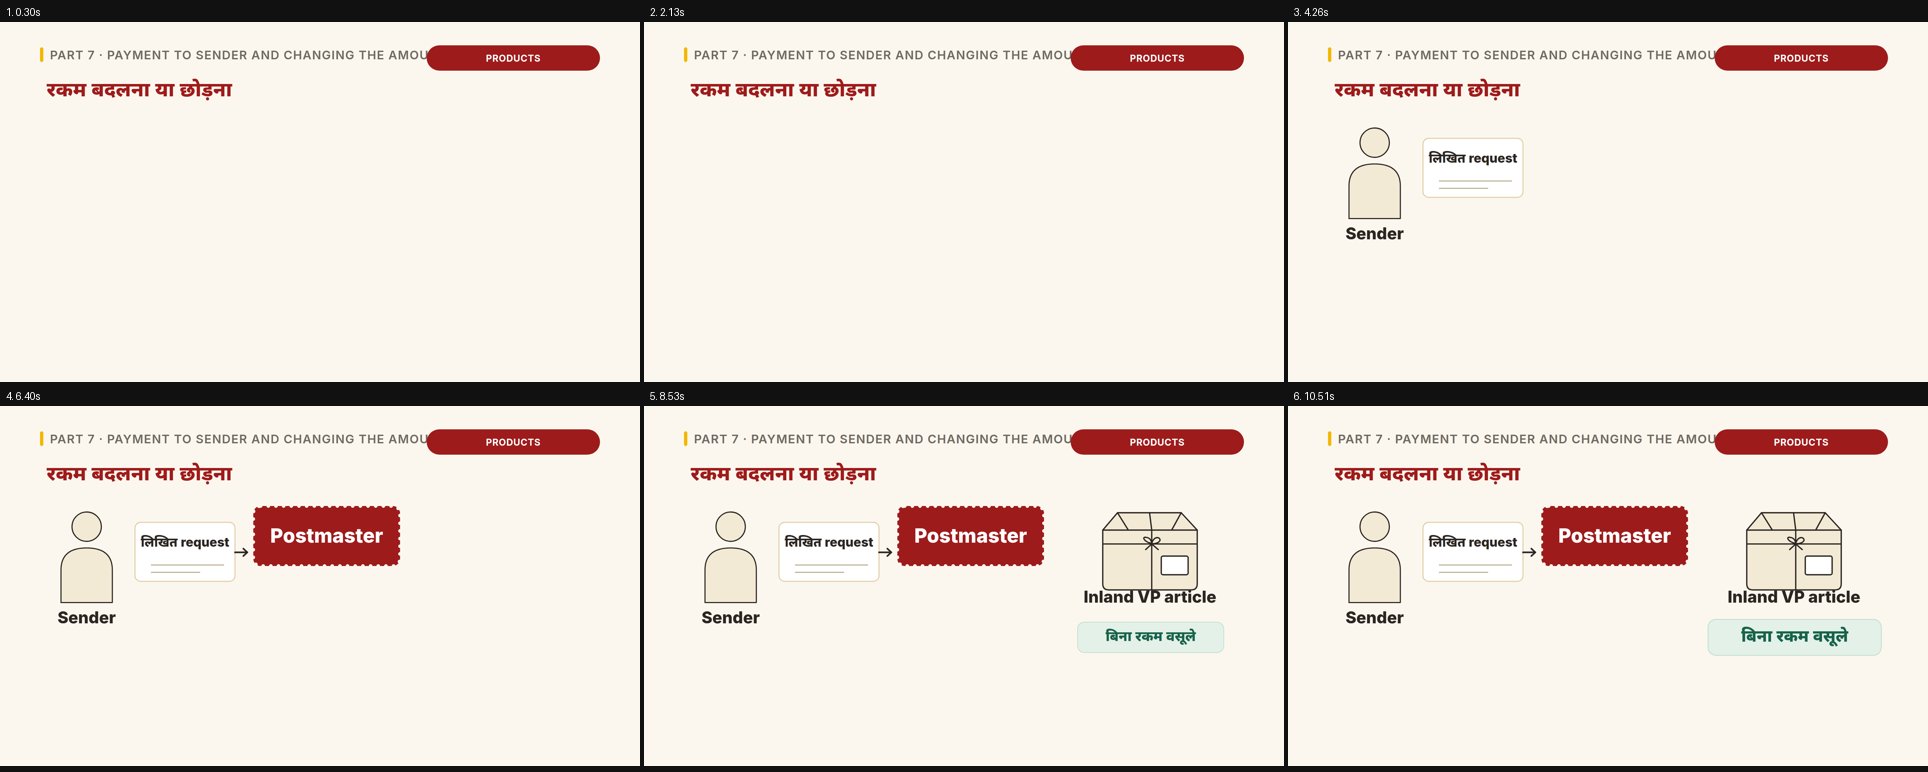 1. 0.30s
PART 7 · PAYMENT TO SENDER AND CHANGING THE AMOU
PRODUCTS
रकम बदलना या छोड़ना
2. 2.13s
PART 7 · PAYMENT TO SENDER AND CHANGING THE AMOU
PRODUCTS
रकम बदलना या छोड़ना
3. 4.26s
PART 7 · PAYMENT TO SENDER AND CHANGING THE AMOU
PRODUCTS
रकम बदलना या छोड़ना
लिखित request
Sender
4. 6.40s
PART 7 · PAYMENT TO SENDER AND CHANGING THE AMOU
PRODUCTS
रकम बदलना या छोड़ना
लिखित request
Postmaster
Sender
5. 8.53s
PART 7 · PAYMENT TO SENDER AND CHANGING THE AMOU
PRODUCTS
रकम बदलना या छोड़ना
लिखित request
Postmaster
Sender
Inland VP article
बिना रकम वसूले
6. 10.51s
PART 7 · PAYMENT TO SENDER AND CHANGING THE AMOU
PRODUCTS
रकम बदलना या छोड़ना
लिखित request
Postmaster
Sender
Inland VP article
बिना रकम वसूले